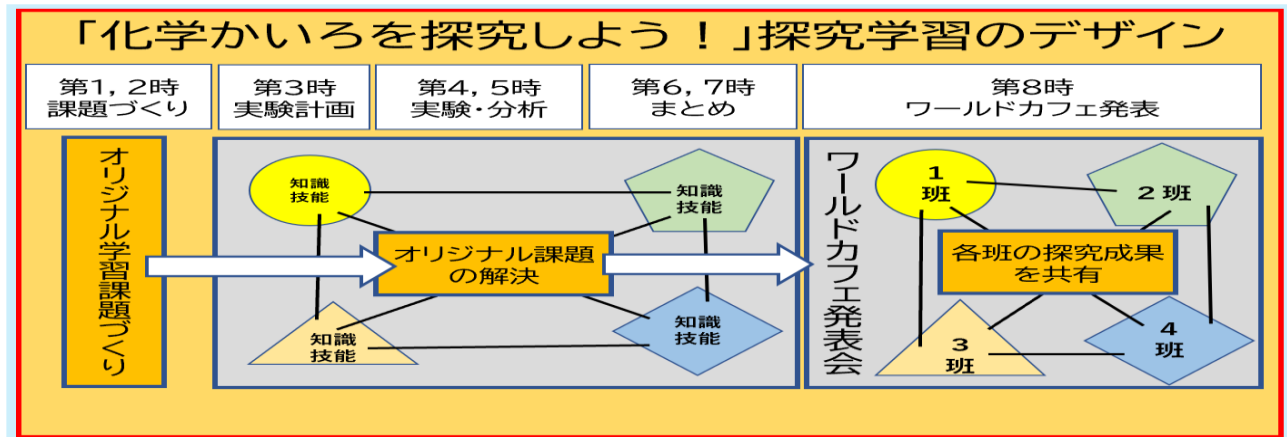 「化学かいろを探究しよう！」探究学習のデザイン
第1, 2時
課題づくり
第3時
実験計画
第4, 5時
実験・分析
第6, 7時
まとめ
第8時
ワールドカフェ発表
オリジナル学習課題づくり
知識
技能
知識
技能
オリジナル課題
の解決
知識
技能
知識
技能
ワールドカフェ発表会
1
班
2班
各班の探究成果
を共有
3
班
4
班